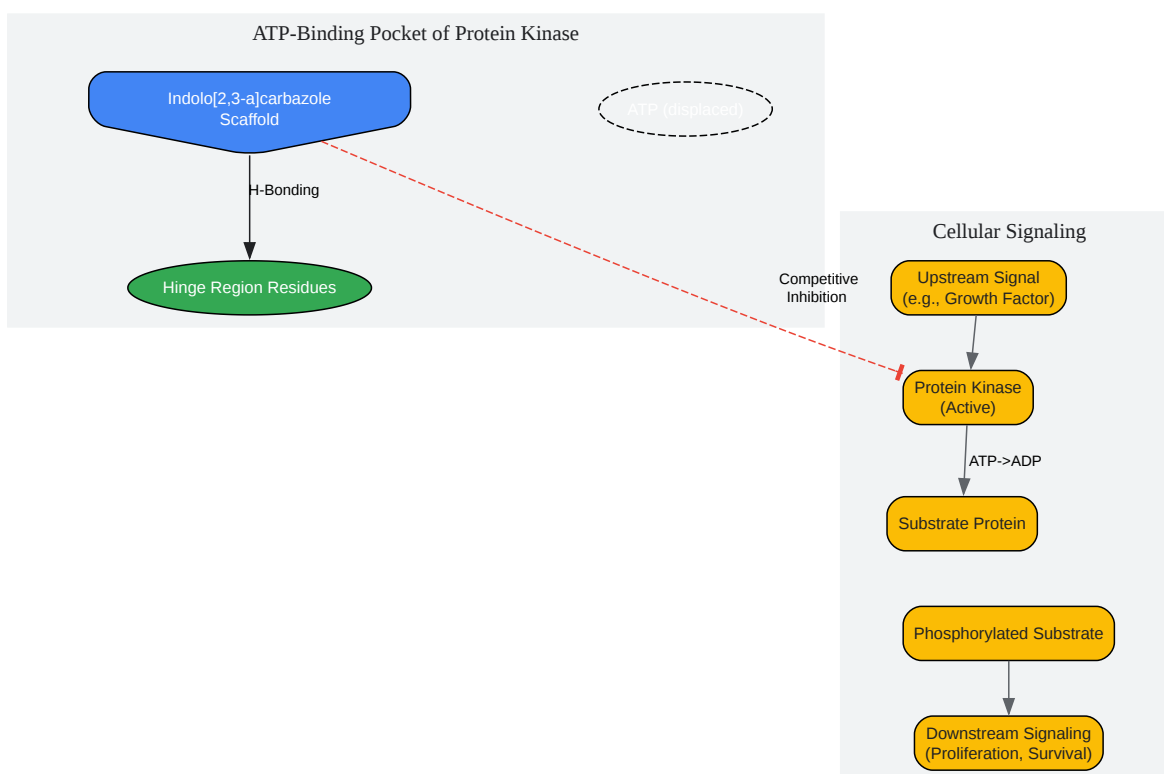 ATP-Binding Pocket of Protein Kinase
Indolo[2,3-a]carbazole
Scaffold
ATP (displaced)
H-Bonding
Hinge Region Residues
Competitive
Inhibition
Cellular Signaling
Upstream Signal
(e.g., Growth Factor)
Protein Kinase
(Active)
ATP->ADP
Substrate Protein
Phosphorylated Substrate
Downstream Signaling
(Proliferation, Survival)